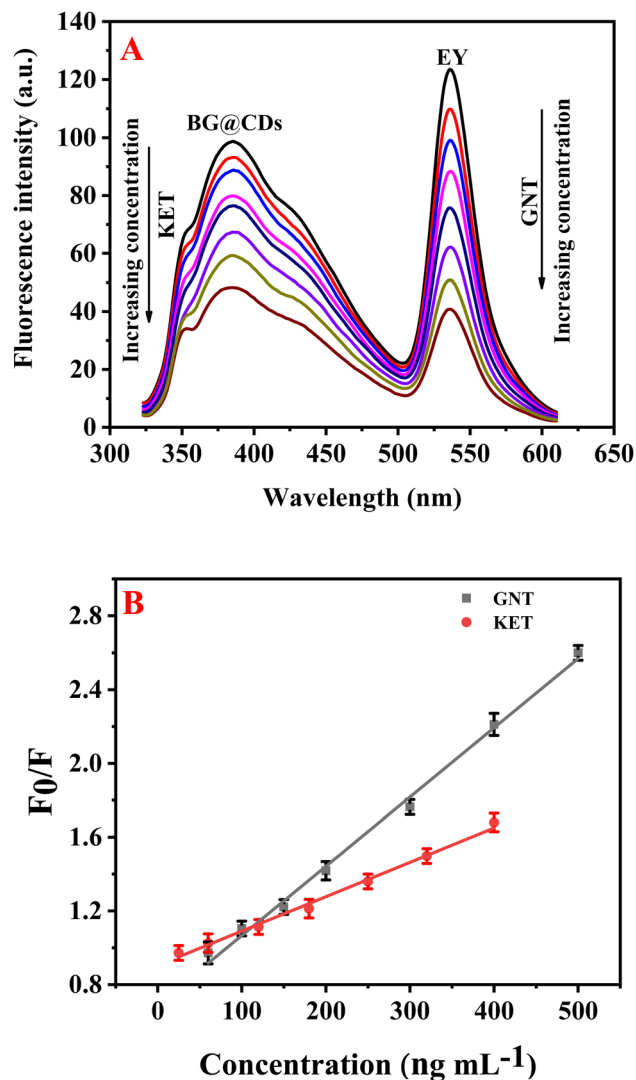 A
140
120
100
80
60
40
20
0
Fluorescence intensity (a.u.)
BG@CDs
EY
Increasing concentration
KET
GNT
Increasing concentration
300 350 400 450 500 550 600 650
Wavelength (nm)
B
GNT
KET
2.8
2.4
2.0
1.6
1.2
0.8
F0/F
0 100 200 300 400 500
Concentration (ng mL-1)